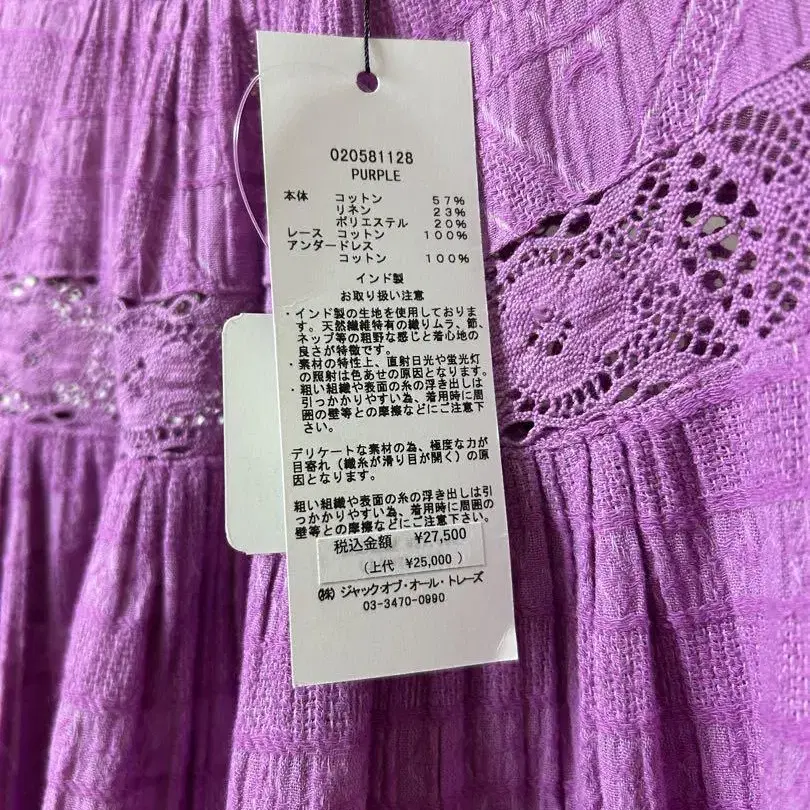 020581128
PURPLE
本体 コットン 57%
リネン 23%
ポリエステル 20%
レース コットン 100%
アンダードレス
コットン 100%
インド製
お取り扱い注意
・インド製の生地を使用しておりま
す。天然繊維特有の織りムラ、節、
ネップ等の粗野な感じと着心地の
良さが特徴です。
・素材の特性上、直射日光や蛍光灯
の照射は色あせの原因となります。
・粗い組織や表面の糸の浮き出しは
引っかかりやすい為、着用時に周
囲の壁等との摩擦などにご注意下
さい。
デリケートな素材の為、極度な力が
目寄れ（織糸が滑り目が開く）の原
因となります。
粗い組織や表面の糸の浮き出しは引
っかかりやすい為、着用時に周囲の
壁等との摩擦などにご注意下さい。
税込金額 ¥27,500
（上代 ¥25,000 ）
㈱ ジャックオブ・オール・トレーズ
03-3470-0990